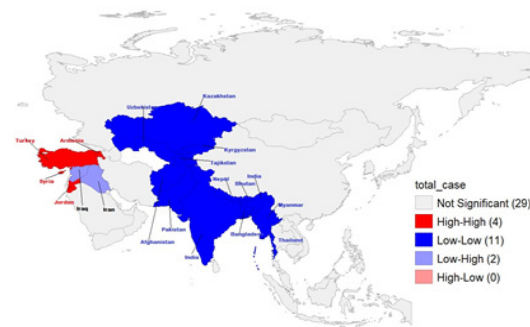 Kazakhstan
Uzbekistan
Turkey
Armenia
Kyrgyzstan
Tajikstan
Syria
Nepal
India
Bhutan
Jordan
Iraq
Iran
Myanmar
Pakistan
Bangladesh
Afghanistan
Thailand
India
total_case
Not Significant (29)
High-High (4)
Low-Low (11)
Low-High (2)
High-Low (0)